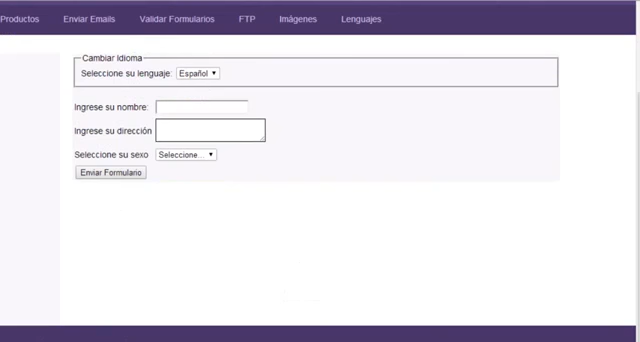 Productos Enviar Emails Validar Formularios FTP Imágenes Lenguajes
Cambiar Idioma
Seleccione su lenguaje: Español
Ingrese su nombre:
Ingrese su dirección
Seleccione su sexo Seleccione...
Enviar Formulario